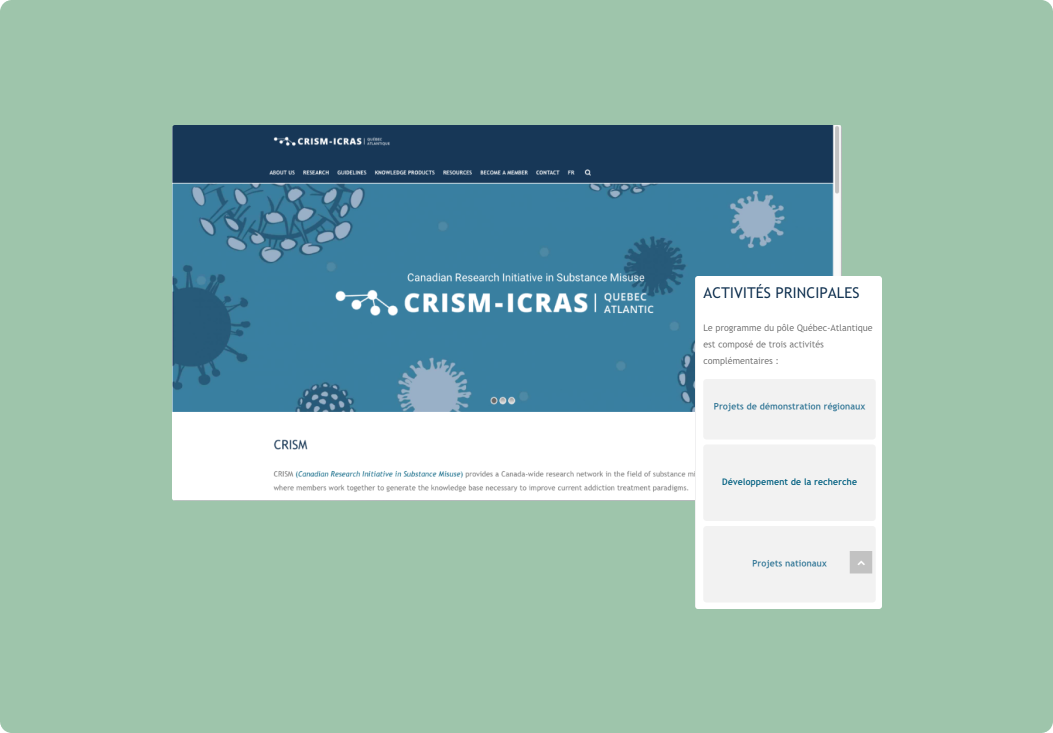 CRISM-ICRAS QUÉBEC
ATLANTIQUE
ABOUT US RESEARCH GUIDELINES KNOWLEDGE PRODUCTS RESOURCES BECOME A MEMBER CONTACT FR
Canadian Research Initiative in Substance Misuse
CRISM-ICRAS QUEBEC
ATLANTIC
CRISM
CRISM (Canadian Research Initiative in Substance Misuse) provides a Canada-wide research network in the field of substance mi
where members work together to generate the knowledge base necessary to improve current addiction treatment paradigms.
ACTIVITÉS PRINCIPALES
Le programme du pôle Québec-Atlantique
est composé de trois activités
complémentaires :
Projets de démonstration régionaux
Développement de la recherche
Projets nationaux